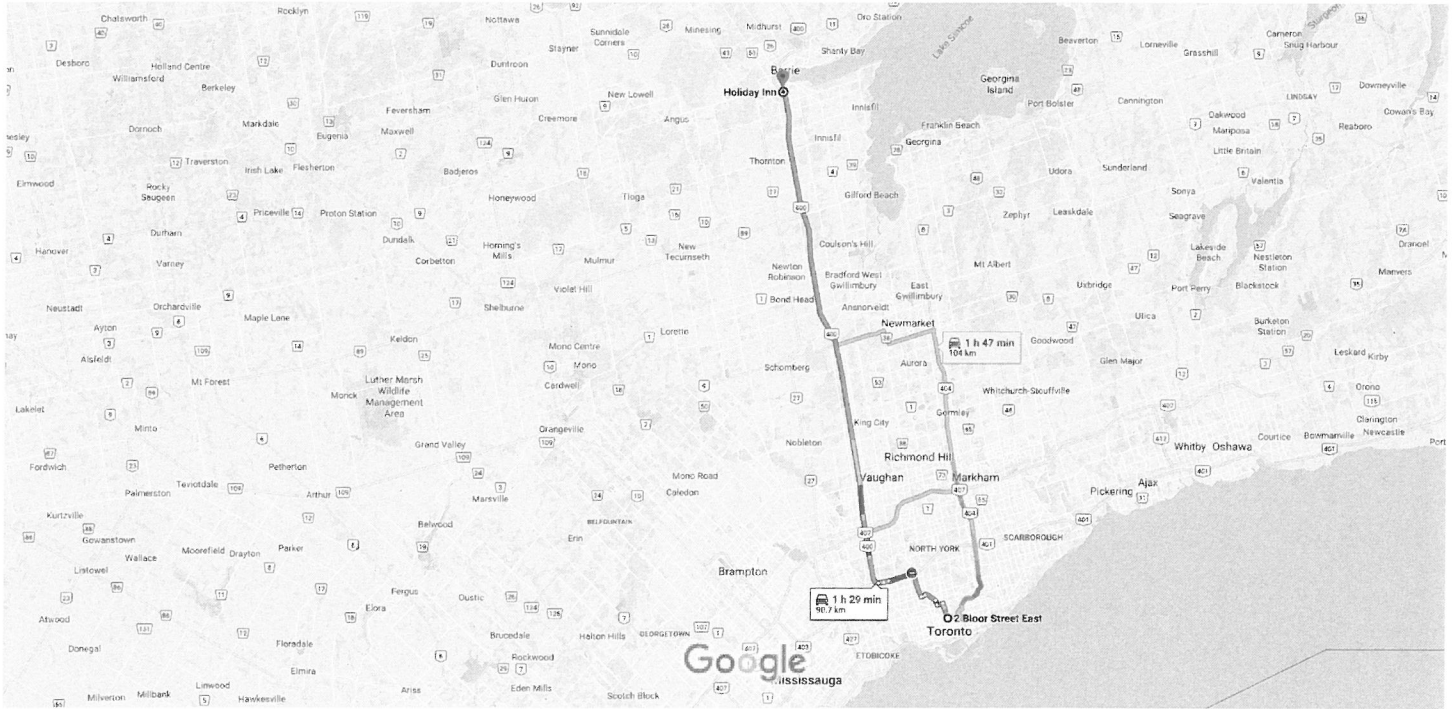 Chatsworth
Rocklyn
Nottawa
Minesing
Midhurst
Oro Station
Lake Simcoe
Beaverton
Lorneville
Cameron
Snug Harbour
Grasshill
Desboro
Holland Centre
Williamsford
Berkeley
Duntroon
Stayner
Sunnidale
Corners
Shanty Bay
Barrie
Holiday Inn
Georgina
Island
Port Bolster
Cannington
LINDSAY
Downeyville
Cowan's Bay
Glen Huron
New Lowell
Feversham
Creemore
Angus
Innisfil
Franklin Beach
Oakwood
Mariposa
Reaboro
Dornoch
Markdale
Eugenia
Maxwell
Innisfil
Georgina
Little Britain
Traverston
Irish Lake
Flesherton
Badjeros
Thornton
Udora
Sunderland
Valentia
Elmwood
Rocky
Saugeen
Honeywood
Tioga
Gilford Beach
Sonya
Priceville
Proton Station
Zephyr
Leaskdale
Seagrave
Durham
Hanover
Dundalk
Horning's
Mills
Corbetton
Mulmur
New
Tecumseth
Coulson's Hill
Lakeside
Beach
Nestleton
Station
Varney
Newton
Robinson
Bradford West
Gwillimbury
Mt Albert
Manvers
Violet Hill
East
Gwillimbury
Uxbridge
Port Perry
Blackstock
Neustadt
Orchardville
Maple Lane
Shelburne
Bond Head
Ansnorveldt
Utica
Ayton
Keldon
Loretto
Newmarket
1 h 47 min
104 km
Goodwood
Burketon
Station
Alsfeldt
Mono Centre
Mono
Aurora
Glen Major
Leskard
Kirby
Mt Forest
Luther Marsh
Wildlife
Management
Area
Monck
Cardwell
Schomberg
Whitchurch-Stouffville
Orono
Lakelet
Minto
Orangeville
King City
Gormley
Clarington
Newcastle
Grand Valley
Nobleton
Richmond Hill
Whitby
Oshawa
Courtice
Bowmanville
Fordwich
Petherton
Mono Road
Vaughan
Markham
Ajax
Pickering
Palmerston
Teviotdale
Arthur
Marsville
Caledon
Kurtzville
Gowanstown
Belwood
BELFOUNTAIN
Erin
SCARBOROUGH
NORTH YORK
Wallace
Moorefield
Drayton
Parker
Listowel
Brampton
Fergus
Elora
Oustic
1 h 29 min
90.7 km
2 Bloor Street East
Toronto
Atwood
Donegal
Floradale
Brucedale
Halton Hills
GEORGETOWN
ETOBICOKE
Elmira
Rockwood
Google
Mississauga
Milverton
Millbank
Linwood
Hawkesville
Ariss
Eden Mills
Scotch Block